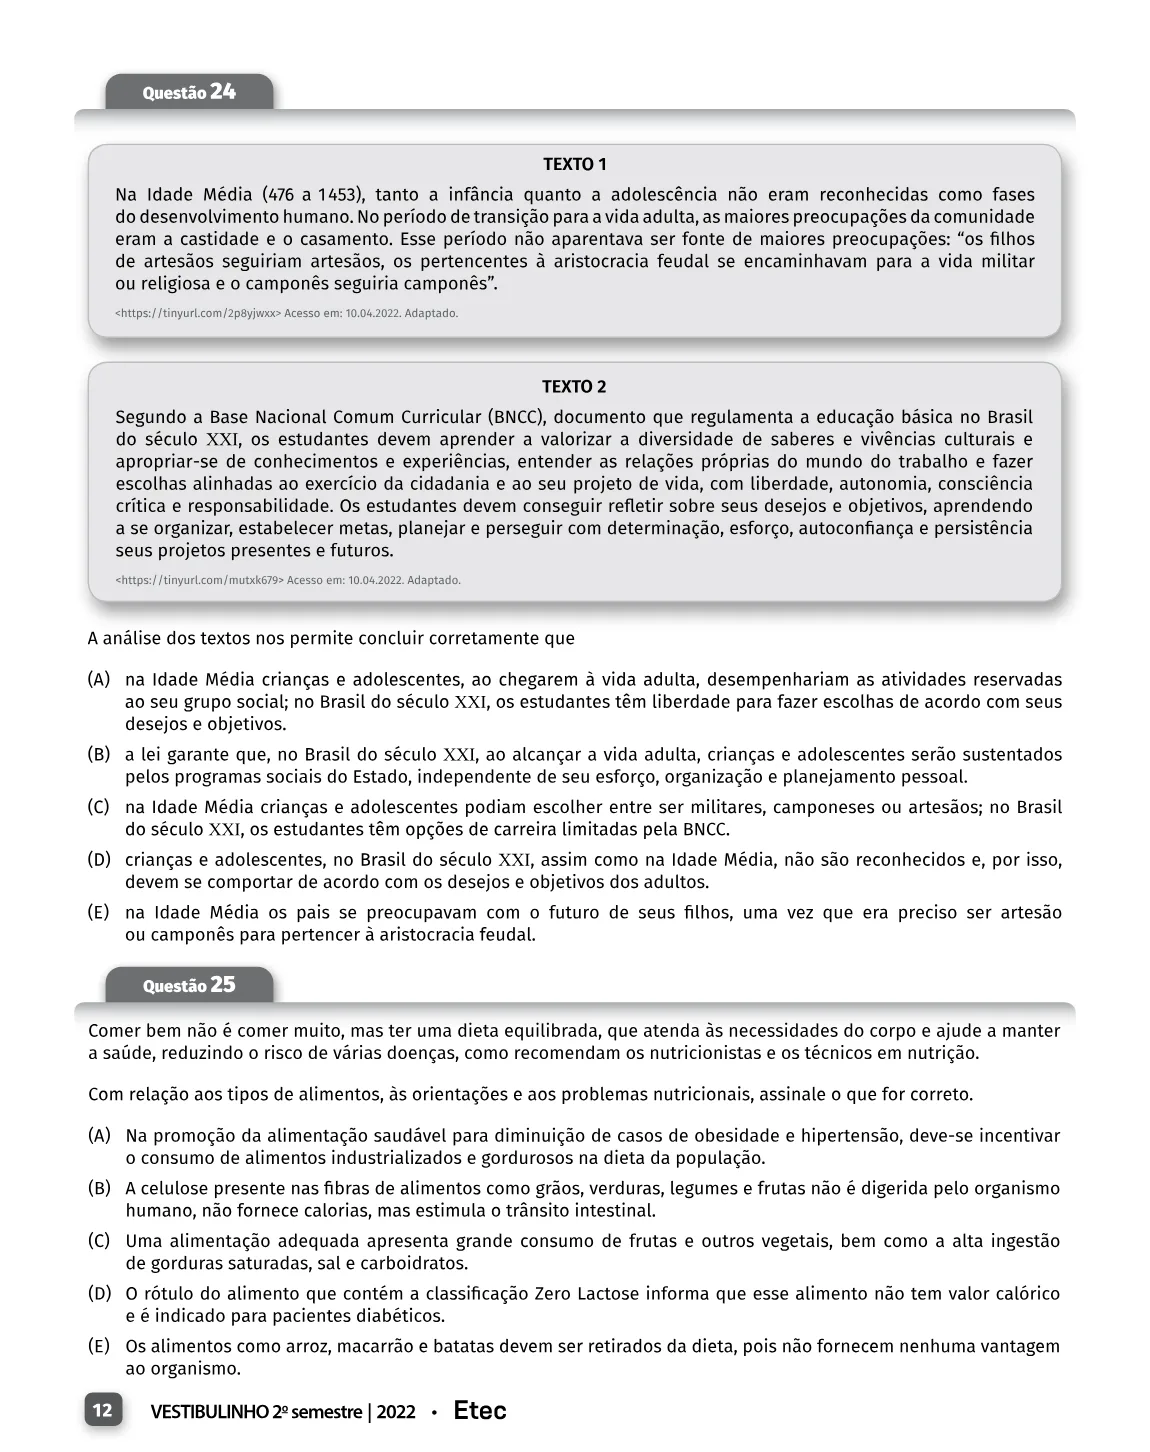 Questão 24
TEXTO 1
Na Idade Média (476 a 1453), tanto a infância quanto a adolescência não eram reconhecidas como fases
do desenvolvimento humano. No período de transição para a vida adulta, as maiores preocupações da comunidade
eram a castidade e o casamento. Esse período não aparentava ser fonte de maiores preocupações: “os filhos
de artesãos seguiriam artesãos, os pertencentes à aristocracia feudal se encaminhavam para a vida militar
ou religiosa e o camponês seguiria camponês”.
<https://tinyurl.com/2p8yjwxx> Acesso em: 10.04.2022. Adaptado.
TEXTO 2
Segundo a Base Nacional Comum Curricular (BNCC), documento que regulamenta a educação básica no Brasil
do século XXI, os estudantes devem aprender a valorizar a diversidade de saberes e vivências culturais e
apropriar-se de conhecimentos e experiências, entender as relações próprias do mundo do trabalho e fazer
escolhas alinhadas ao exercício da cidadania e ao seu projeto de vida, com liberdade, autonomia, consciência
crítica e responsabilidade. Os estudantes devem conseguir refletir sobre seus desejos e objetivos, aprendendo
a se organizar, estabelecer metas, planejar e perseguir com determinação, esforço, autoconfiança e persistência
seus projetos presentes e futuros.
<https://tinyurl.com/mutxk679> Acesso em: 10.04.2022. Adaptado.
A análise dos textos nos permite concluir corretamente que
(A) na Idade Média crianças e adolescentes, ao chegarem à vida adulta, desempenhariam as atividades reservadas
ao seu grupo social; no Brasil do século XXI, os estudantes têm liberdade para fazer escolhas de acordo com seus
desejos e objetivos.
(B) a lei garante que, no Brasil do século XXI, ao alcançar a vida adulta, crianças e adolescentes serão sustentados
pelos programas sociais do Estado, independente de seu esforço, organização e planejamento pessoal.
(C) na Idade Média crianças e adolescentes podiam escolher entre ser militares, camponeses ou artesãos; no Brasil
do século XXI, os estudantes têm opções de carreira limitadas pela BNCC.
(D) crianças e adolescentes, no Brasil do século XXI, assim como na Idade Média, não são reconhecidos e, por isso,
devem se comportar de acordo com os desejos e objetivos dos adultos.
(E) na Idade Média os pais se preocupavam com o futuro de seus filhos, uma vez que era preciso ser artesão
ou camponês para pertencer à aristocracia feudal.
Questão 25
Comer bem não é comer muito, mas ter uma dieta equilibrada, que atenda às necessidades do corpo e ajude a manter
a saúde, reduzindo o risco de várias doenças, como recomendam os nutricionistas e os técnicos em nutrição.
Com relação aos tipos de alimentos, às orientações e aos problemas nutricionais, assinale o que for correto.
(A) Na promoção da alimentação saudável para diminuição de casos de obesidade e hipertensão, deve-se incentivar
o consumo de alimentos industrializados e gordurosos na dieta da população.
(B) A celulose presente nas fibras de alimentos como grãos, verduras, legumes e frutas não é digerida pelo organismo
humano, não fornece calorias, mas estimula o trânsito intestinal.
(C) Uma alimentação adequada apresenta grande consumo de frutas e outros vegetais, bem como a alta ingestão
de gorduras saturadas, sal e carboidratos.
(D) O rótulo do alimento que contém a classificação Zero Lactose informa que esse alimento não tem valor calórico
e é indicado para pacientes diabéticos.
(E) Os alimentos como arroz, macarrão e batatas devem ser retirados da dieta, pois não fornecem nenhuma vantagem
ao organismo.
12 VESTIBULINHO 2º semestre | 2022 • Etec